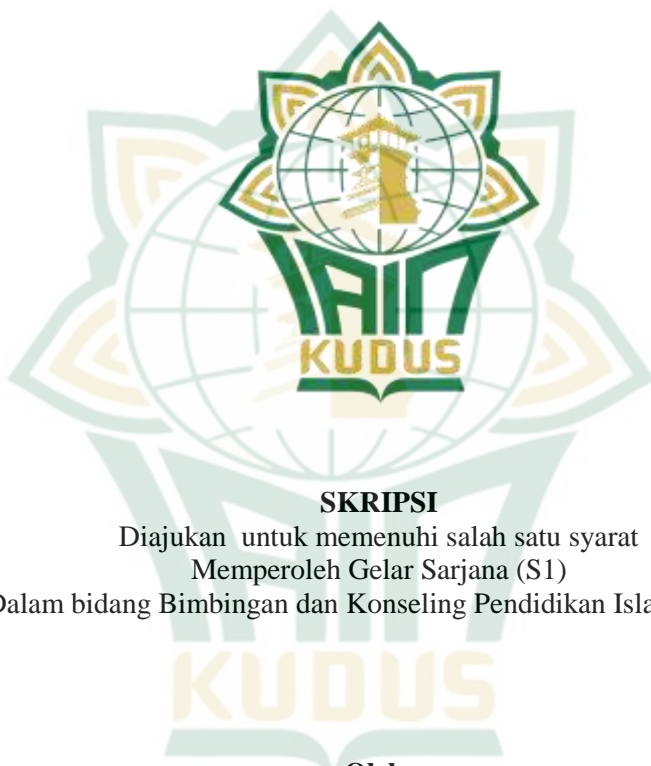 IAIN
KUDUS
SKRIPSI
Diajukan untuk memenuhi salah satu syarat
Memperoleh Gelar Sarjana (S1)
Dalam bidang Bimbingan dan Konseling Pendidikan Isla
KUDUS
Oleh